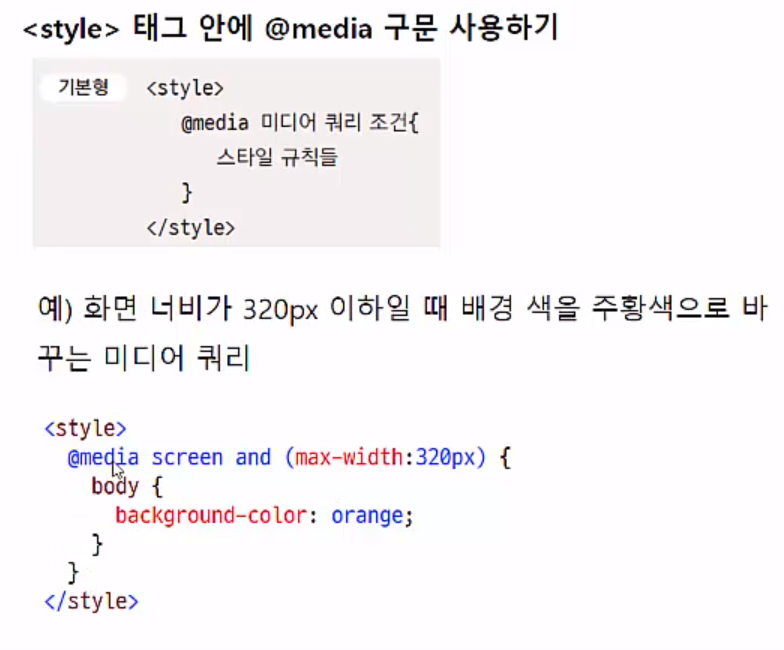 <style> 태그 안에 @media 구문 사용하기
기본형 <style>
@media 미디어 쿼리 조건{
스타일 규칙들
}
</style>
예) 화면 너비가 320px 이하일 때 배경 색을 주황색으로 바
꾸는 미디어 쿼리
<style>
@media screen and (max-width:320px) {
body {
background-color: orange;
}
}
</style>